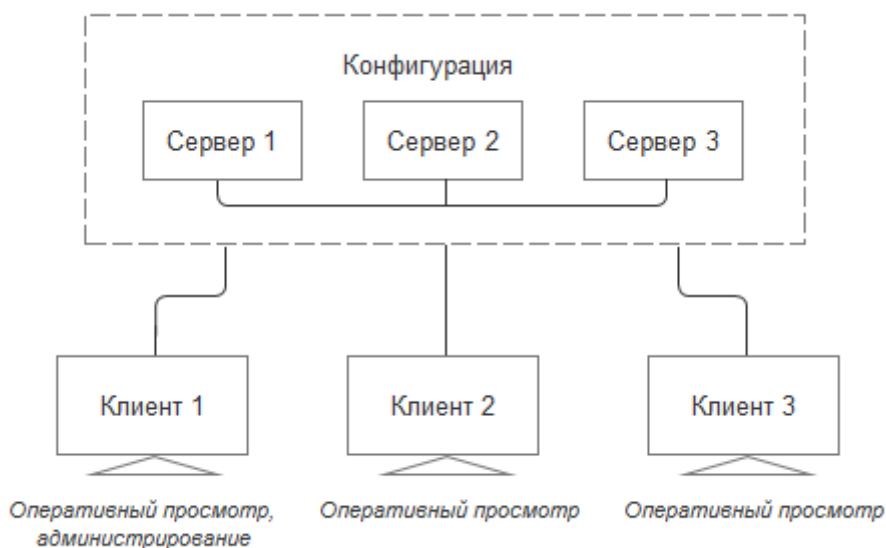 Конфигурация
Сервер 1
Сервер 2
Сервер 3
Клиент 1
Клиент 2
Клиент 3
Оперативный просмотр,
администрирование
Оперативный просмотр
Оперативный просмотр